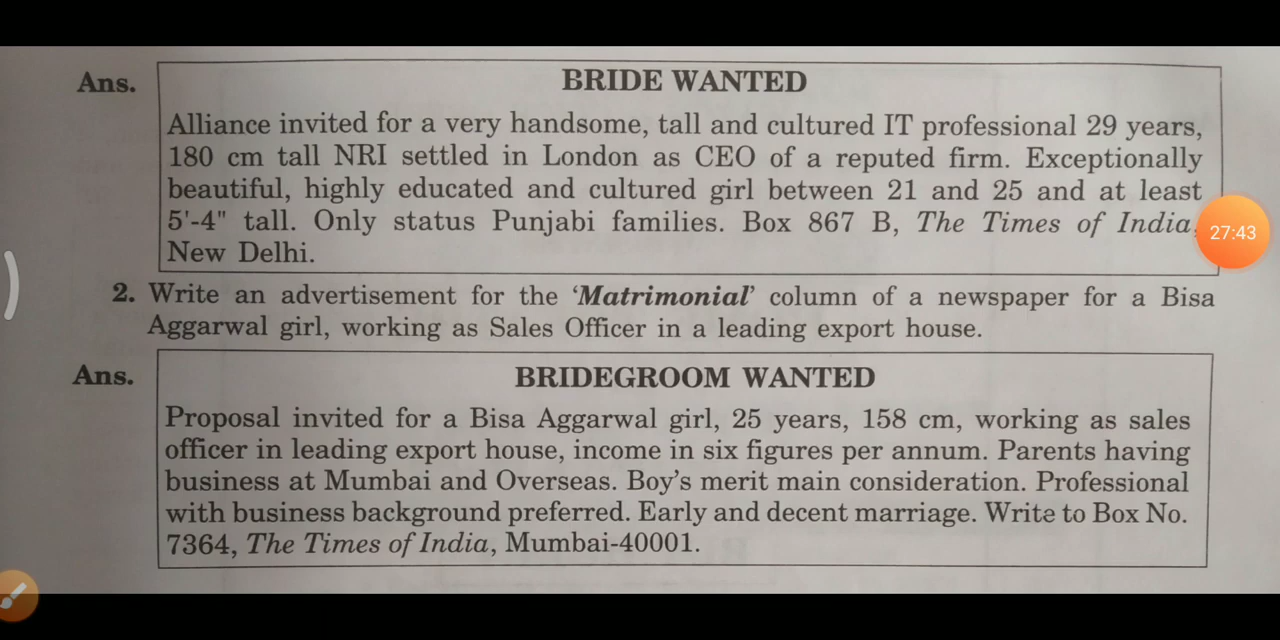 Ans.
BRIDE WANTED
Alliance invited for a very handsome, tall and cultured IT professional 29 years,
180 cm tall NRI settled in London as CEO of a reputed firm. Exceptionally
beautiful, highly educated and cultured girl between 21 and 25 and at least
5'-4" tall. Only status Punjabi families. Box 867 B, The Times of India,
New Delhi.
27:43
2. Write an advertisement for the ‘Matrimonial’ column of a newspaper for a Bisa
Aggarwal girl, working as Sales Officer in a leading export house.
Ans.
BRIDEGROOM WANTED
Proposal invited for a Bisa Aggarwal girl, 25 years, 158 cm, working as sales
officer in leading export house, income in six figures per annum. Parents having
business at Mumbai and Overseas. Boy’s merit main consideration. Professional
with business background preferred. Early and decent marriage. Write to Box No.
7364, The Times of India, Mumbai-40001.